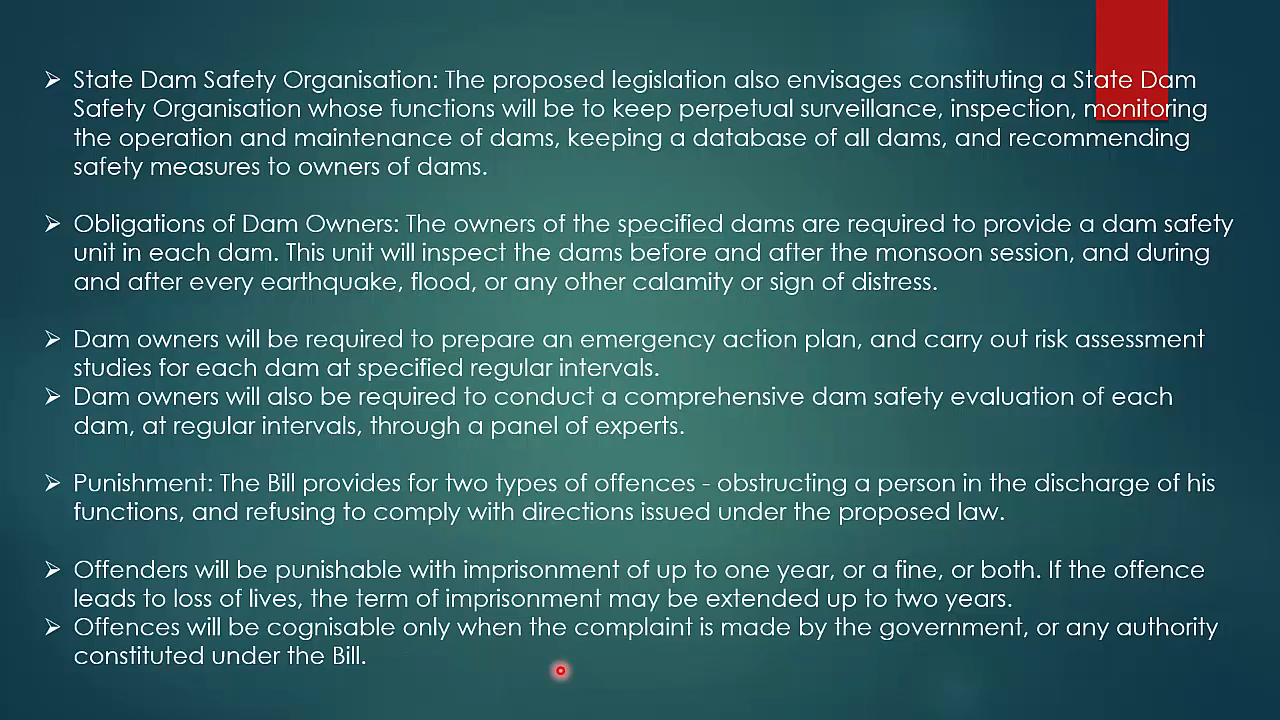 ➢ State Dam Safety Organisation: The proposed legislation also envisages constituting a State Dam
Safety Organisation whose functions will be to keep perpetual surveillance, inspection, monitoring
the operation and maintenance of dams, keeping a database of all dams, and recommending
safety measures to owners of dams.
➢ Obligations of Dam Owners: The owners of the specified dams are required to provide a dam safety
unit in each dam. This unit will inspect the dams before and after the monsoon session, and during
and after every earthquake, flood, or any other calamity or sign of distress.
➢ Dam owners will be required to prepare an emergency action plan, and carry out risk assessment
studies for each dam at specified regular intervals.
➢ Dam owners will also be required to conduct a comprehensive dam safety evaluation of each
dam, at regular intervals, through a panel of experts.
➢ Punishment: The Bill provides for two types of offences - obstructing a person in the discharge of his
functions, and refusing to comply with directions issued under the proposed law.
➢ Offenders will be punishable with imprisonment of up to one year, or a fine, or both. If the offence
leads to loss of lives, the term of imprisonment may be extended up to two years.
➢ Offences will be cognisable only when the complaint is made by the government, or any authority
constituted under the Bill.